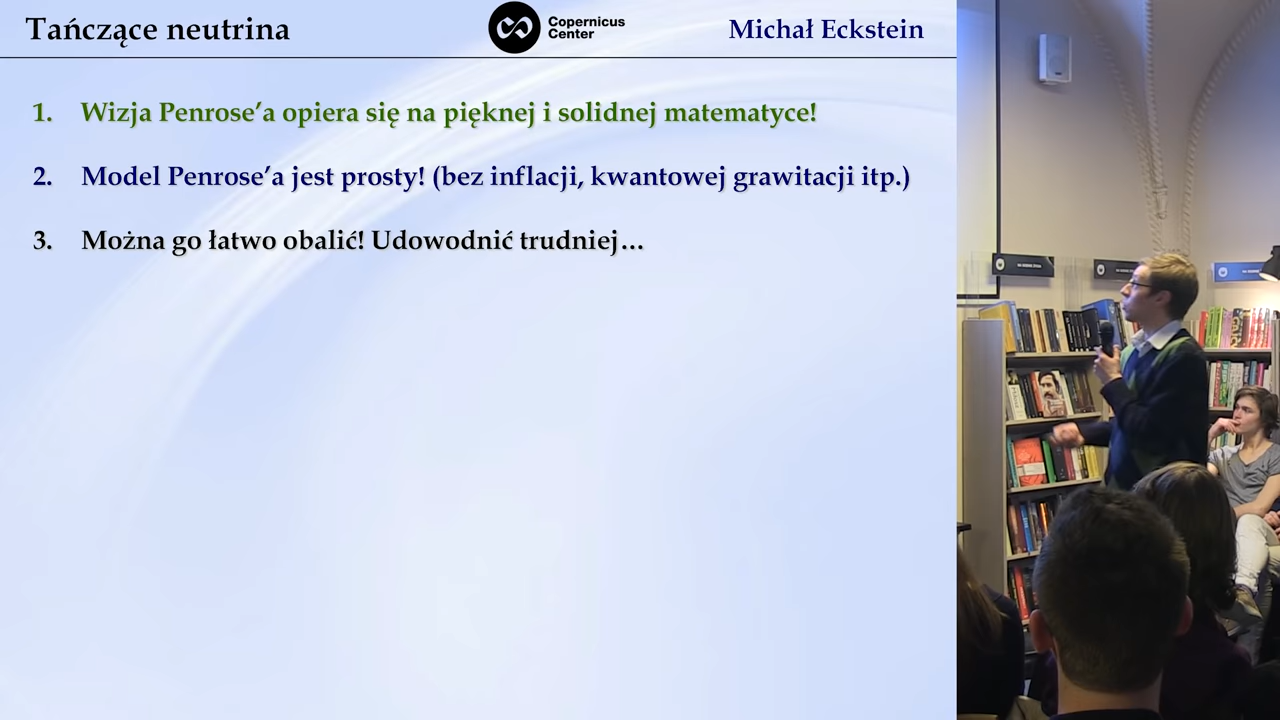 Tańczące neutrina
Copernicus
Center
Michał Eckstein
1. Wizja Penrose’a opiera się na pięknej i solidnej matematyce!
2. Model Penrose’a jest prosty! (bez inflacji, kwantowej grawitacji itp.)
3. Można go łatwo obalić! Udowodnić trudniej…